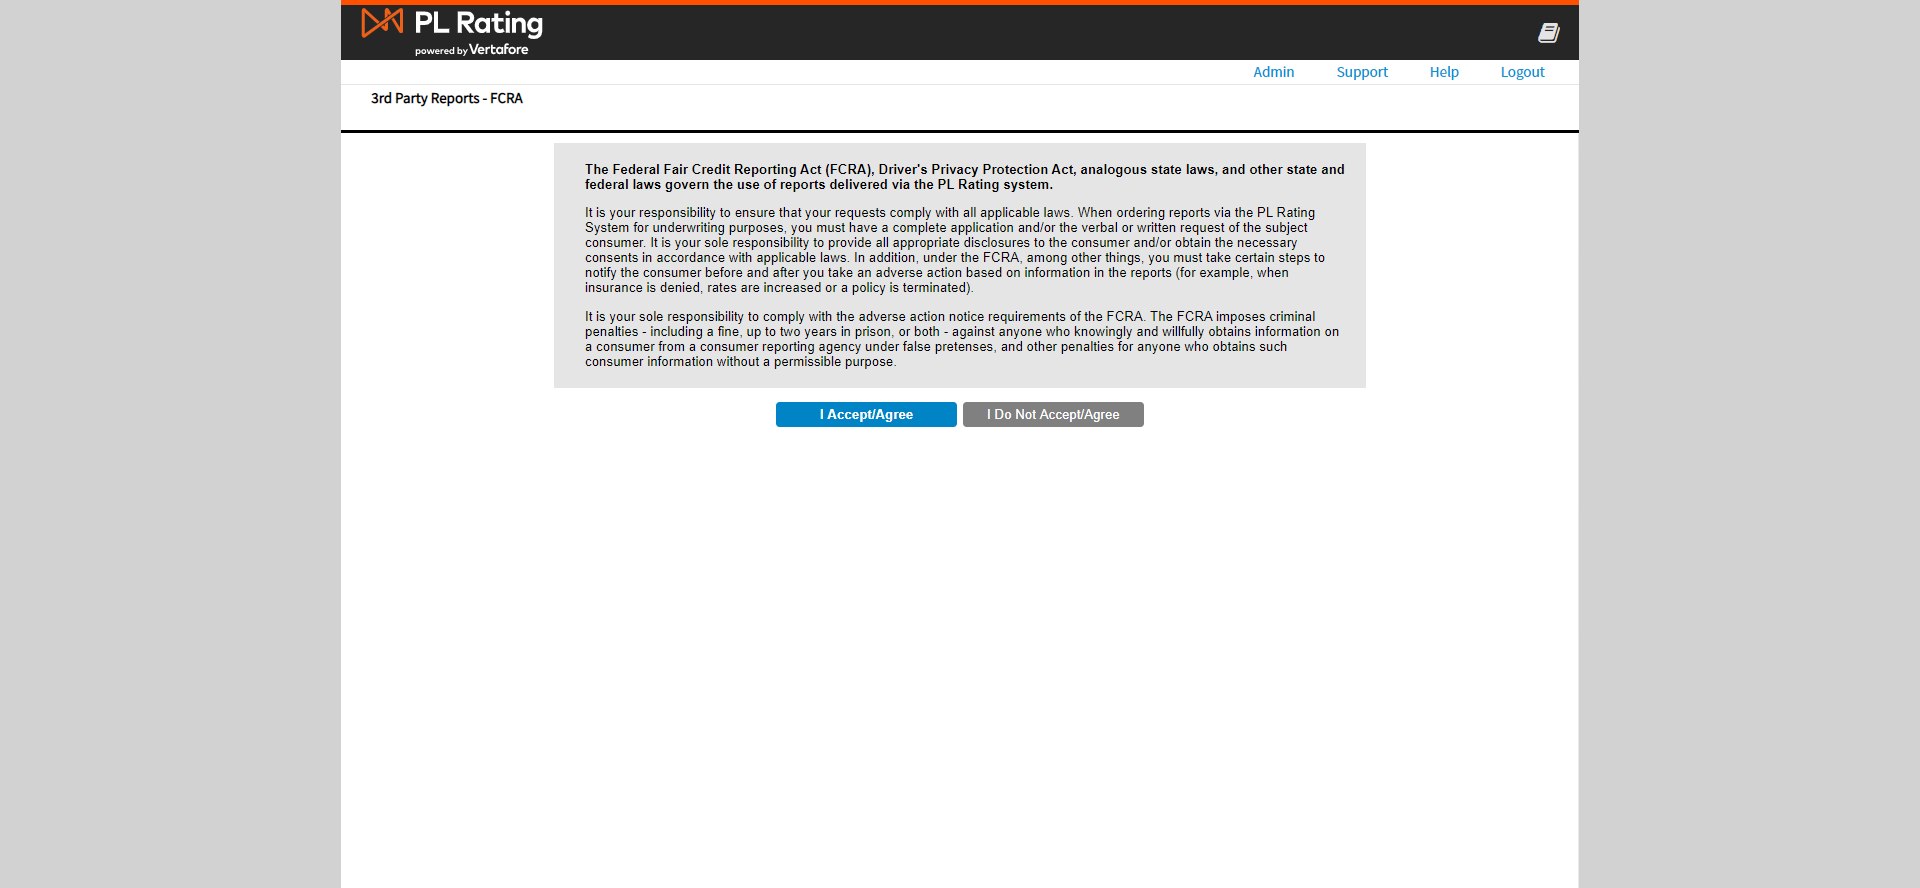 PL Rating
powered by Vertafore
Admin Support Help Logout
3rd Party Reports - FCRA
The Federal Fair Credit Reporting Act (FCRA), Driver's Privacy Protection Act, analogous state laws, and other state and
federal laws govern the use of reports delivered via the PL Rating system.
It is your responsibility to ensure that your requests comply with all applicable laws. When ordering reports via the PL Rating
System for underwriting purposes, you must have a complete application and/or the verbal or written request of the subject
consumer. It is your sole responsibility to provide all appropriate disclosures to the consumer and/or obtain the necessary
consents in accordance with applicable laws. In addition, under the FCRA, among other things, you must take certain steps to
notify the consumer before and after you take an adverse action based on information in the reports (for example, when
insurance is denied, rates are increased or a policy is terminated).
It is your sole responsibility to comply with the adverse action notice requirements of the FCRA. The FCRA imposes criminal
penalties - including a fine, up to two years in prison, or both - against anyone who knowingly and willfully obtains information on
a consumer from a consumer reporting agency under false pretenses, and other penalties for anyone who obtains such
consumer information without a permissible purpose.
I Accept/Agree I Do Not Accept/Agree